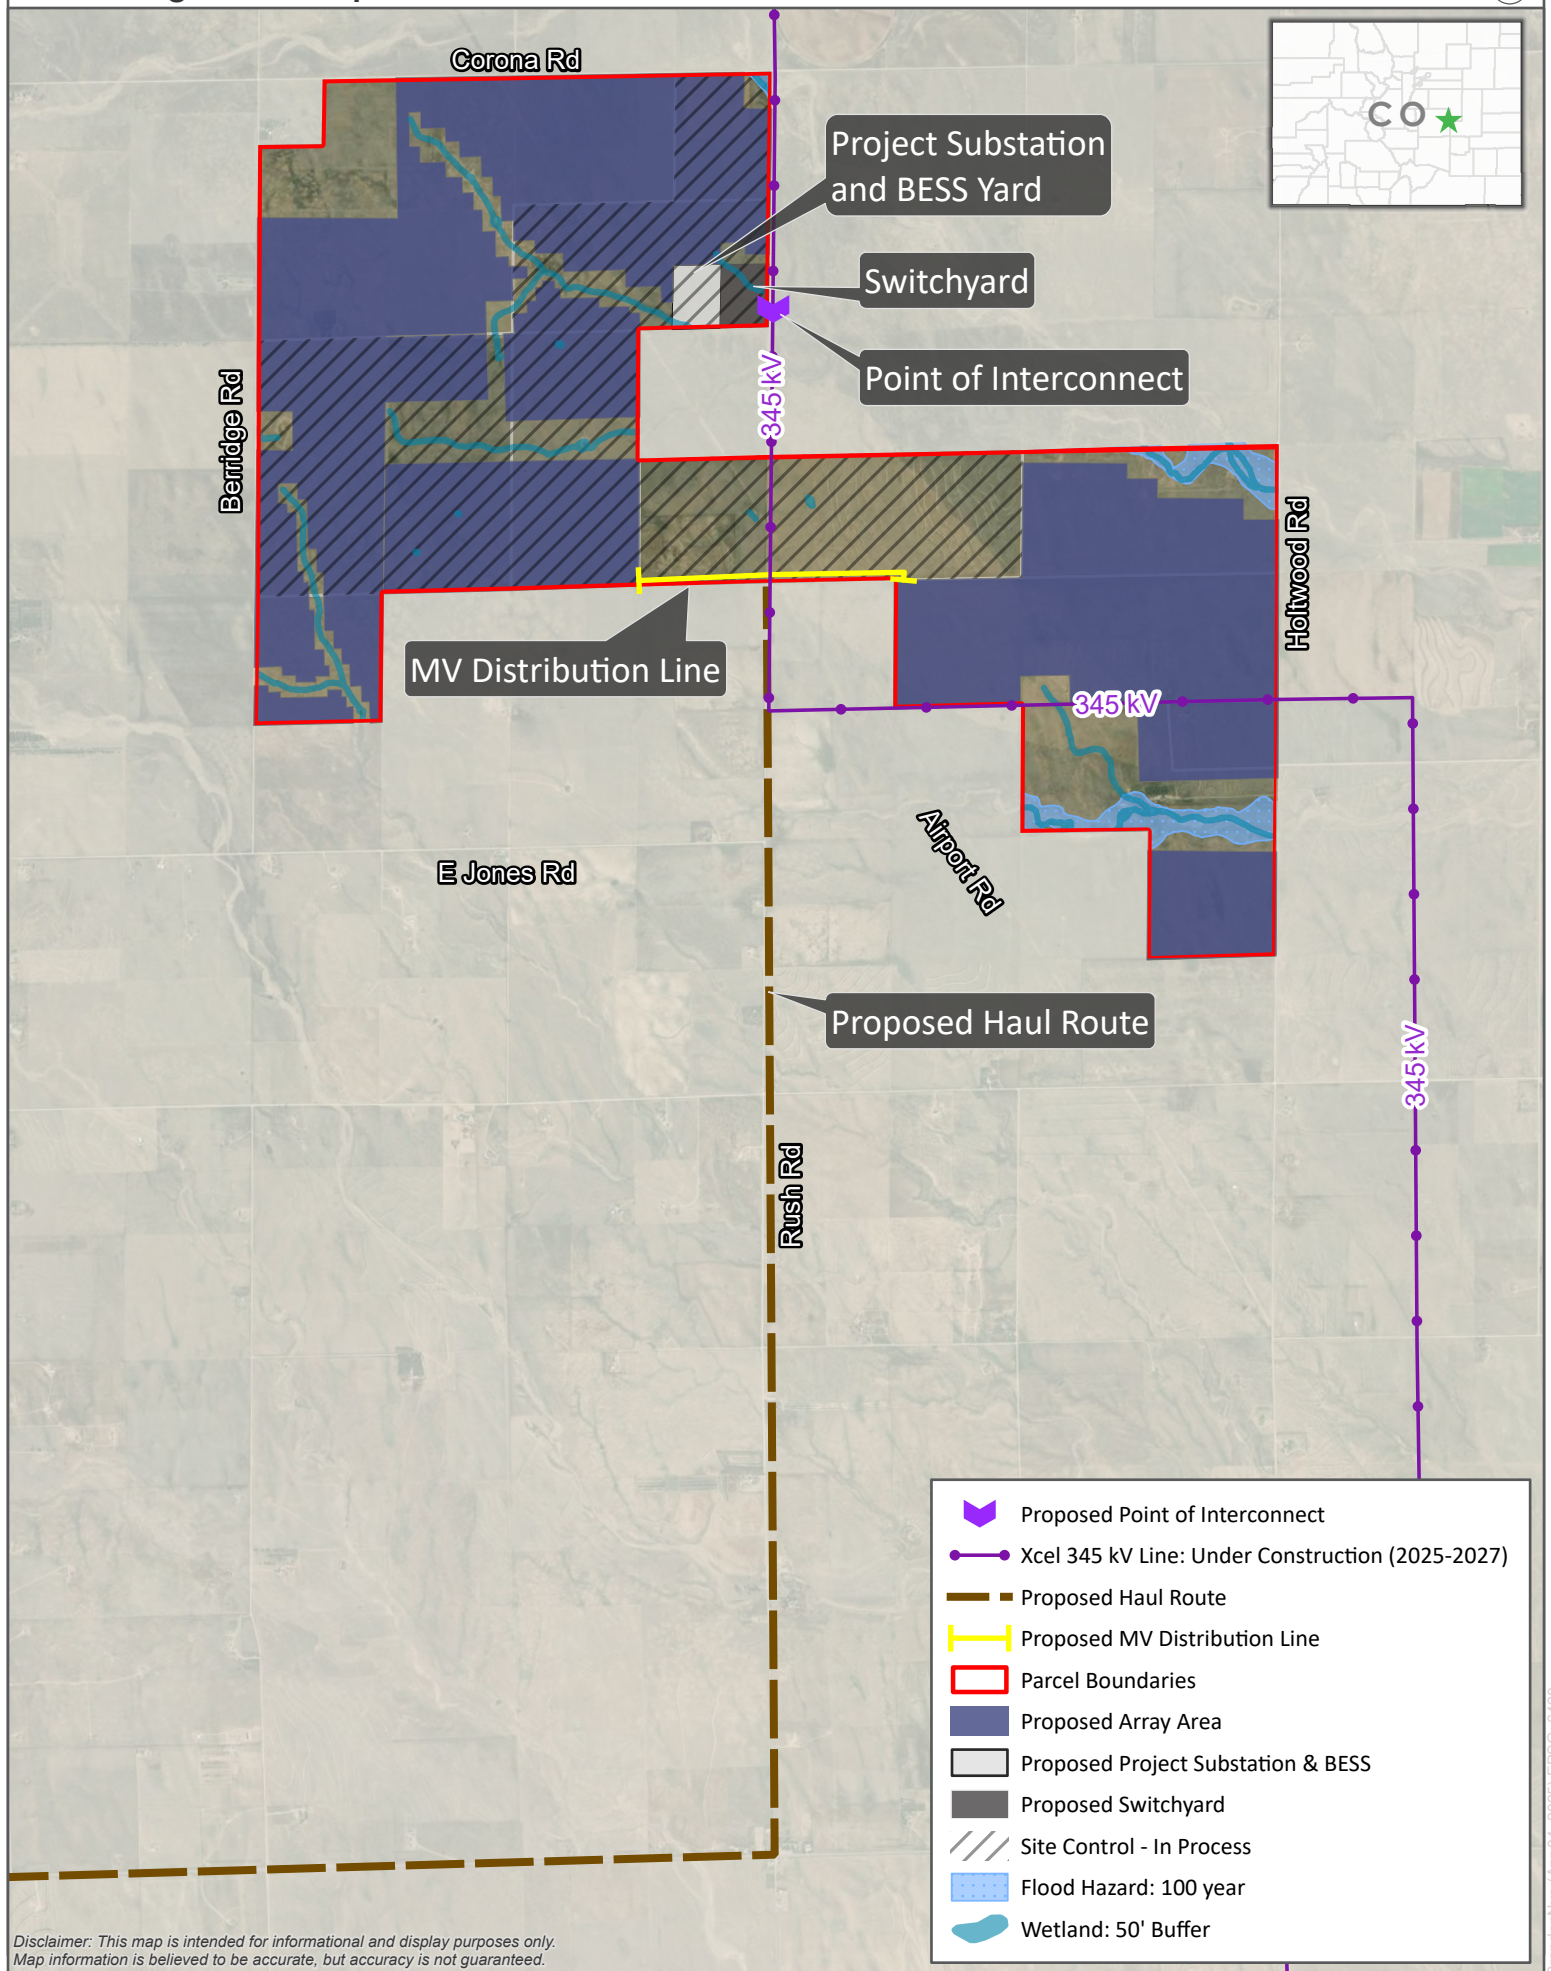 Corona Rd
CO
Project Substation
and BESS Yard
Switchyard
Point of Interconnect
345 kV
Berridge Rd
Holtwood Rd
MV Distribution Line
345 kV
Airport Rd
E Jones Rd
Proposed Haul Route
345 kV
Rush Rd
Proposed Point of Interconnect
Xcel 345 kV Line: Under Construction (2025-2027)
Proposed Haul Route
Proposed MV Distribution Line
Parcel Boundaries
Proposed Array Area
Proposed Project Substation & BESS
Proposed Switchyard
Site Control - In Process
Flood Hazard: 100 year
Wetland: 50' Buffer
Disclaimer: This map is intended for informational and display purposes only.
Map information is believed to be accurate, but accuracy is not guaranteed.